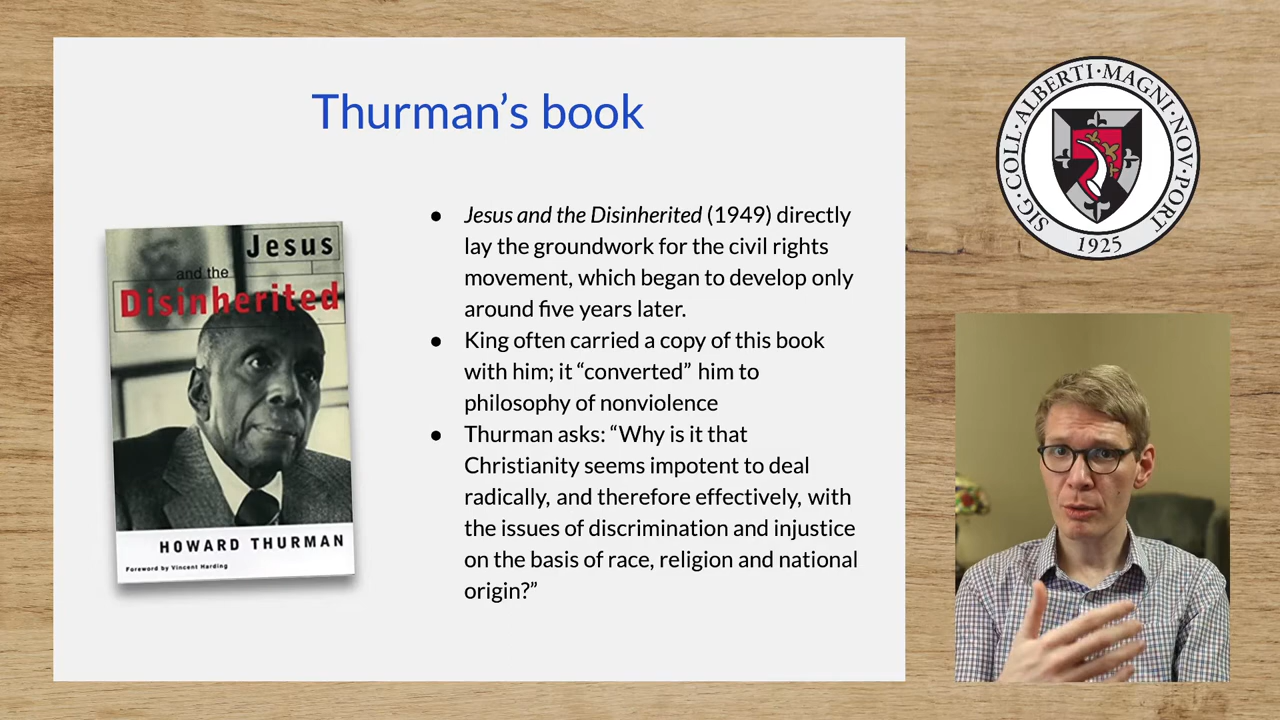 Thurman’s book
Jesus
and the
Disinherited
HOWARD THURMAN
Foreword by Vincent Harding
● Jesus and the Disinherited (1949) directly
lay the groundwork for the civil rights
movement, which began to develop only
around five years later.
● King often carried a copy of this book
with him; it “converted” him to
philosophy of nonviolence
● Thurman asks: “Why is it that
Christianity seems impotent to deal
radically, and therefore effectively, with
the issues of discrimination and injustice
on the basis of race, religion and national
origin?”
SIG·COLL·ALBERTI·MAGNI·NOV·PORT
1925